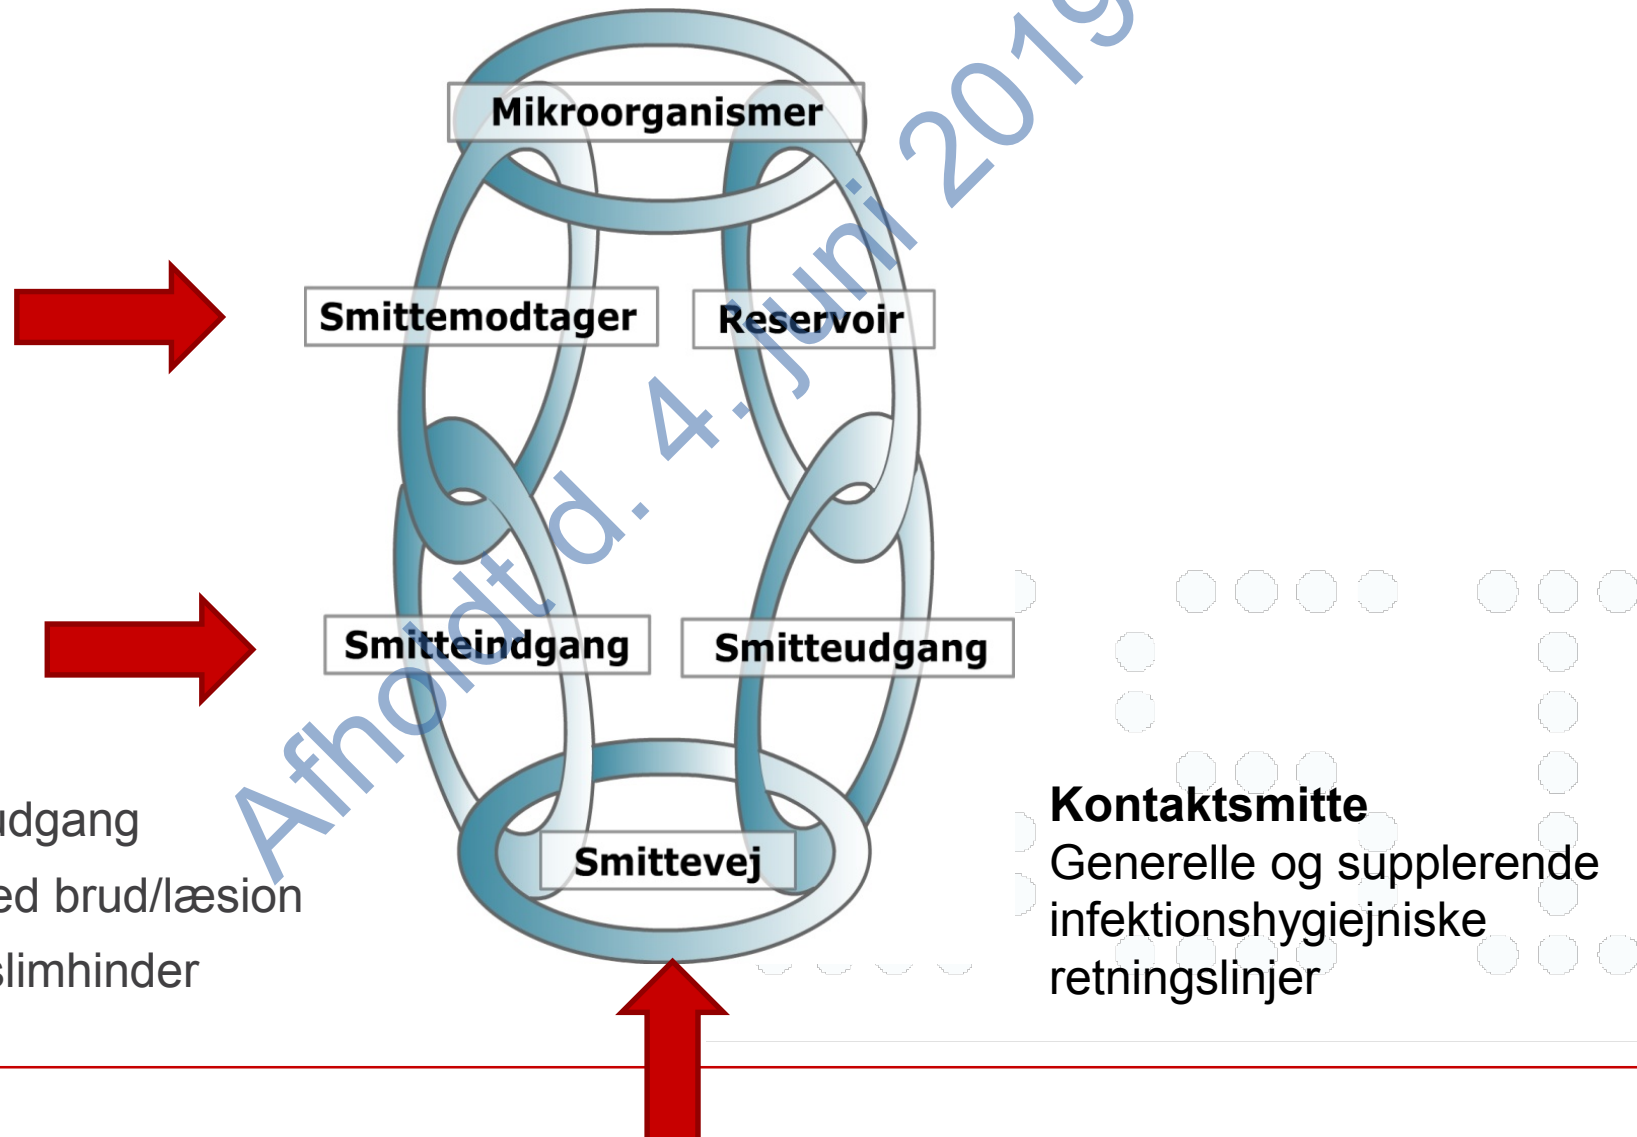 Mikroorganismer
Smittemodtager
Reservoir
Smitteindgang
Smitteudgang
Smittevej
udgang
ed brud/læsion
slimhinder
Kontaktsmitte
Generelle og supplerende
infektionshygiejniske
retningslinjer
Afholdt d. 4. juni 2019